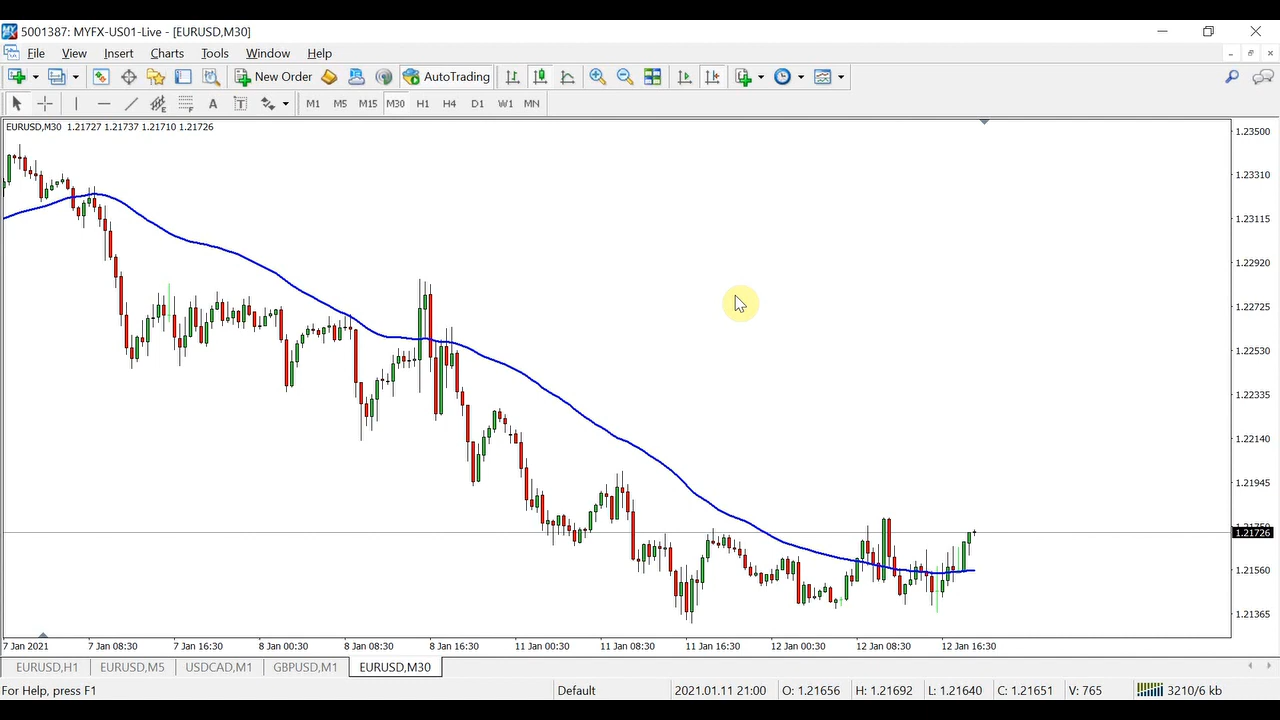 5001387: MYFX-US01-Live - [EURUSD,M30]
File View Insert Charts Tools Window Help
New Order AutoTrading
A T M1 M5 M15 M30 H1 H4 D1 W1 MN
EURUSD,M30 1.21727 1.21737 1.21710 1.21726
1.23500
1.23310
1.23115
1.22920
1.22725
1.22530
1.22335
1.22140
1.21945
1.21750
1.21726
1.21560
1.21365
7 Jan 2021 7 Jan 08:30 7 Jan 16:30 8 Jan 00:30 8 Jan 08:30 8 Jan 16:30 11 Jan 00:30 11 Jan 08:30 11 Jan 16:30 12 Jan 00:30 12 Jan 08:30 12 Jan 16:30
EURUSD,H1 EURUSD,M5 USDCAD,M1 GBPUSD,M1 EURUSD,M30
For Help, press F1 Default 2021.01.11 21:00 O: 1.21656 H: 1.21692 L: 1.21640 C: 1.21651 V: 765 3210/6 kb